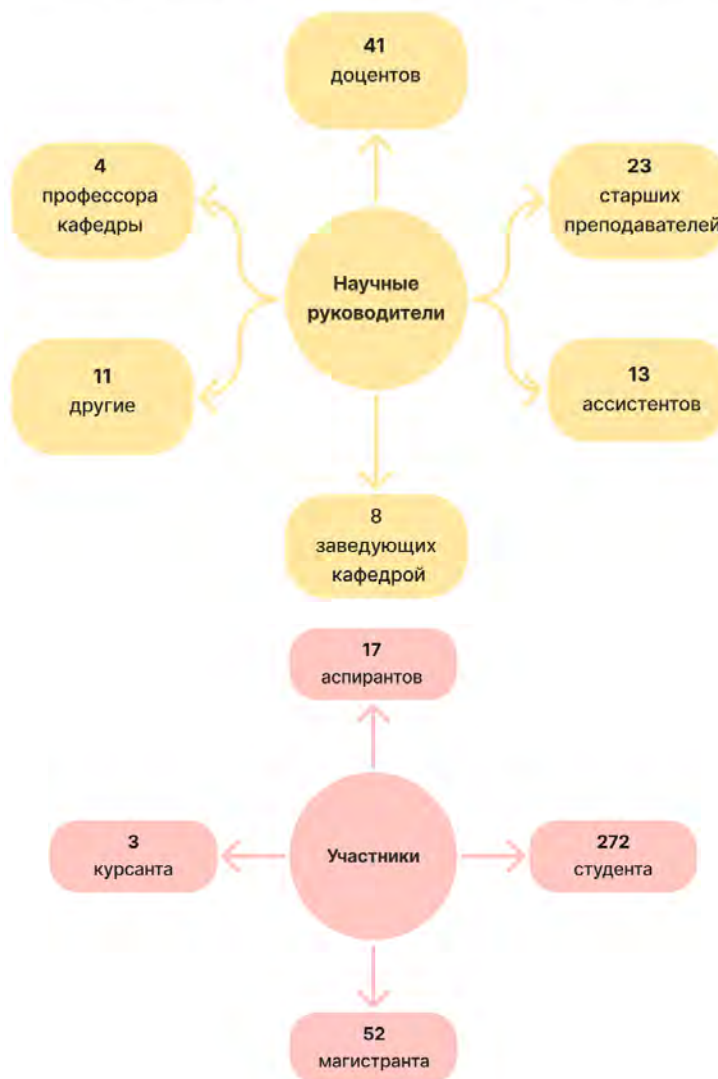 41
доцентов
4
профессора
кафедры
23
старших
преподавателей
Научные
руководители
11
другие
13
ассистентов
8
заведующих
кафедрой
17
аспирантов
3
курсанта
Участники
272
студента
52
магистранта